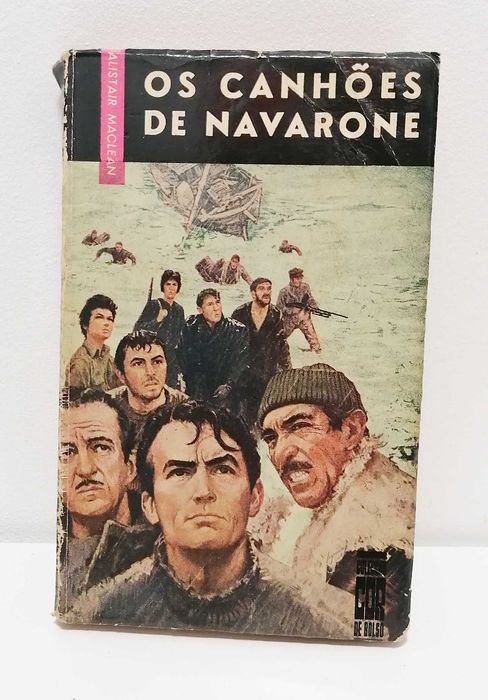 ALISTAIR MACLEAN
OS CANHÕES
DE NAVARONE
COR
DE BOLSO